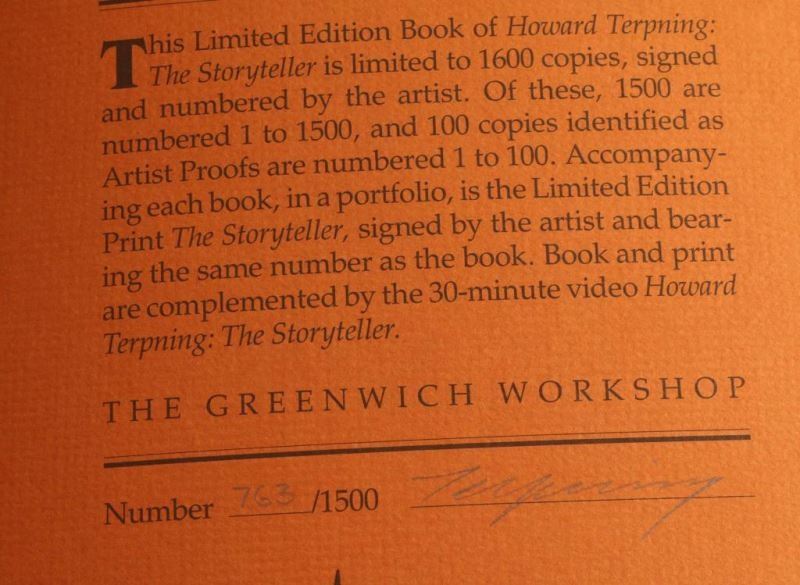 This Limited Edition Book of Howard Terpning:
The Storyteller is limited to 1600 copies, signed
and numbered by the artist. Of these, 1500 are
numbered 1 to 1500, and 100 copies identified as
Artist Proofs are numbered 1 to 100. Accompany-
ing each book, in a portfolio, is the Limited Edition
Print The Storyteller, signed by the artist and bear-
ing the same number as the book. Book and print
are complemented by the 30-minute video Howard
Terpning: The Storyteller.
THE GREENWICH WORKSHOP
Number 763/1500 Terpning